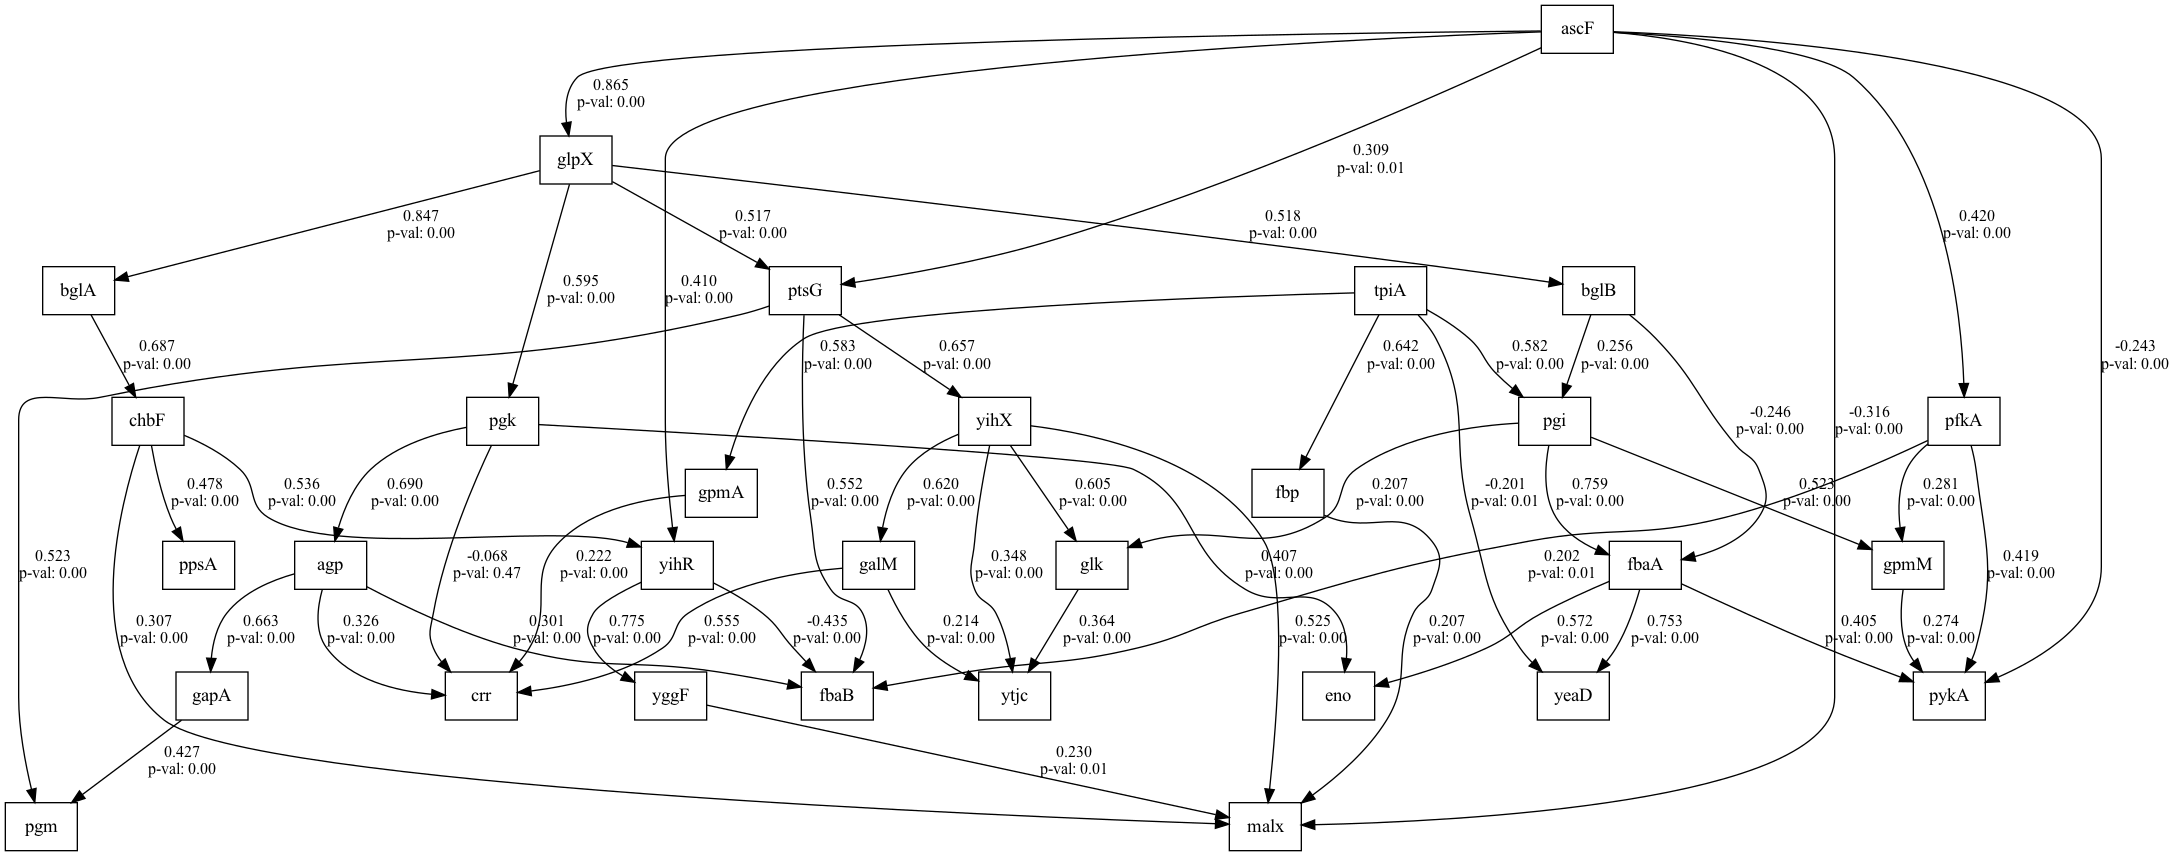 ascF
0.865
p-val: 0.00
glpX
0.309
p-val: 0.01
0.847
p-val: 0.00
0.517
p-val: 0.00
0.518
p-val: 0.00
0.420
p-val: 0.00
bglA
0.595
p-val: 0.00
0.410
p-val: 0.00
ptsG
tpiA
bglB
0.687
p-val: 0.00
0.583
p-val: 0.00
0.657
p-val: 0.00
0.642
p-val: 0.00
0.582
p-val: 0.00
0.256
p-val: 0.00
-0.243
p-val: 0.00
chbF
pgk
yihX
pgi
-0.246
p-val: 0.00
-0.316
p-val: 0.00
pfkA
0.478
p-val: 0.00
0.536
p-val: 0.00
0.690
p-val: 0.00
gpmA
0.552
p-val: 0.00
0.620
p-val: 0.00
0.605
p-val: 0.00
fbp
0.207
p-val: 0.00
-0.201
p-val: 0.01
0.759
p-val: 0.00
0.523
p-val: 0.00
0.281
p-val: 0.00
0.523
p-val: 0.00
ppsA
agp
-0.068
p-val: 0.47
0.222
p-val: 0.00
yihR
galM
0.348
p-val: 0.00
glk
0.407
p-val: 0.00
0.202
p-val: 0.01
fbaA
gpmM
0.419
p-val: 0.00
0.307
p-val: 0.00
0.663
p-val: 0.00
0.326
p-val: 0.00
0.301
p-val: 0.00
0.775
p-val: 0.00
0.555
p-val: 0.00
-0.435
p-val: 0.00
0.214
p-val: 0.00
0.364
p-val: 0.00
0.525
p-val: 0.00
0.207
p-val: 0.00
0.572
p-val: 0.00
0.753
p-val: 0.00
0.405
p-val: 0.00
0.274
p-val: 0.00
gapA
crr
yggF
fbaB
ytjc
eno
yeaD
pykA
0.427
p-val: 0.00
0.230
p-val: 0.01
pgm
malx